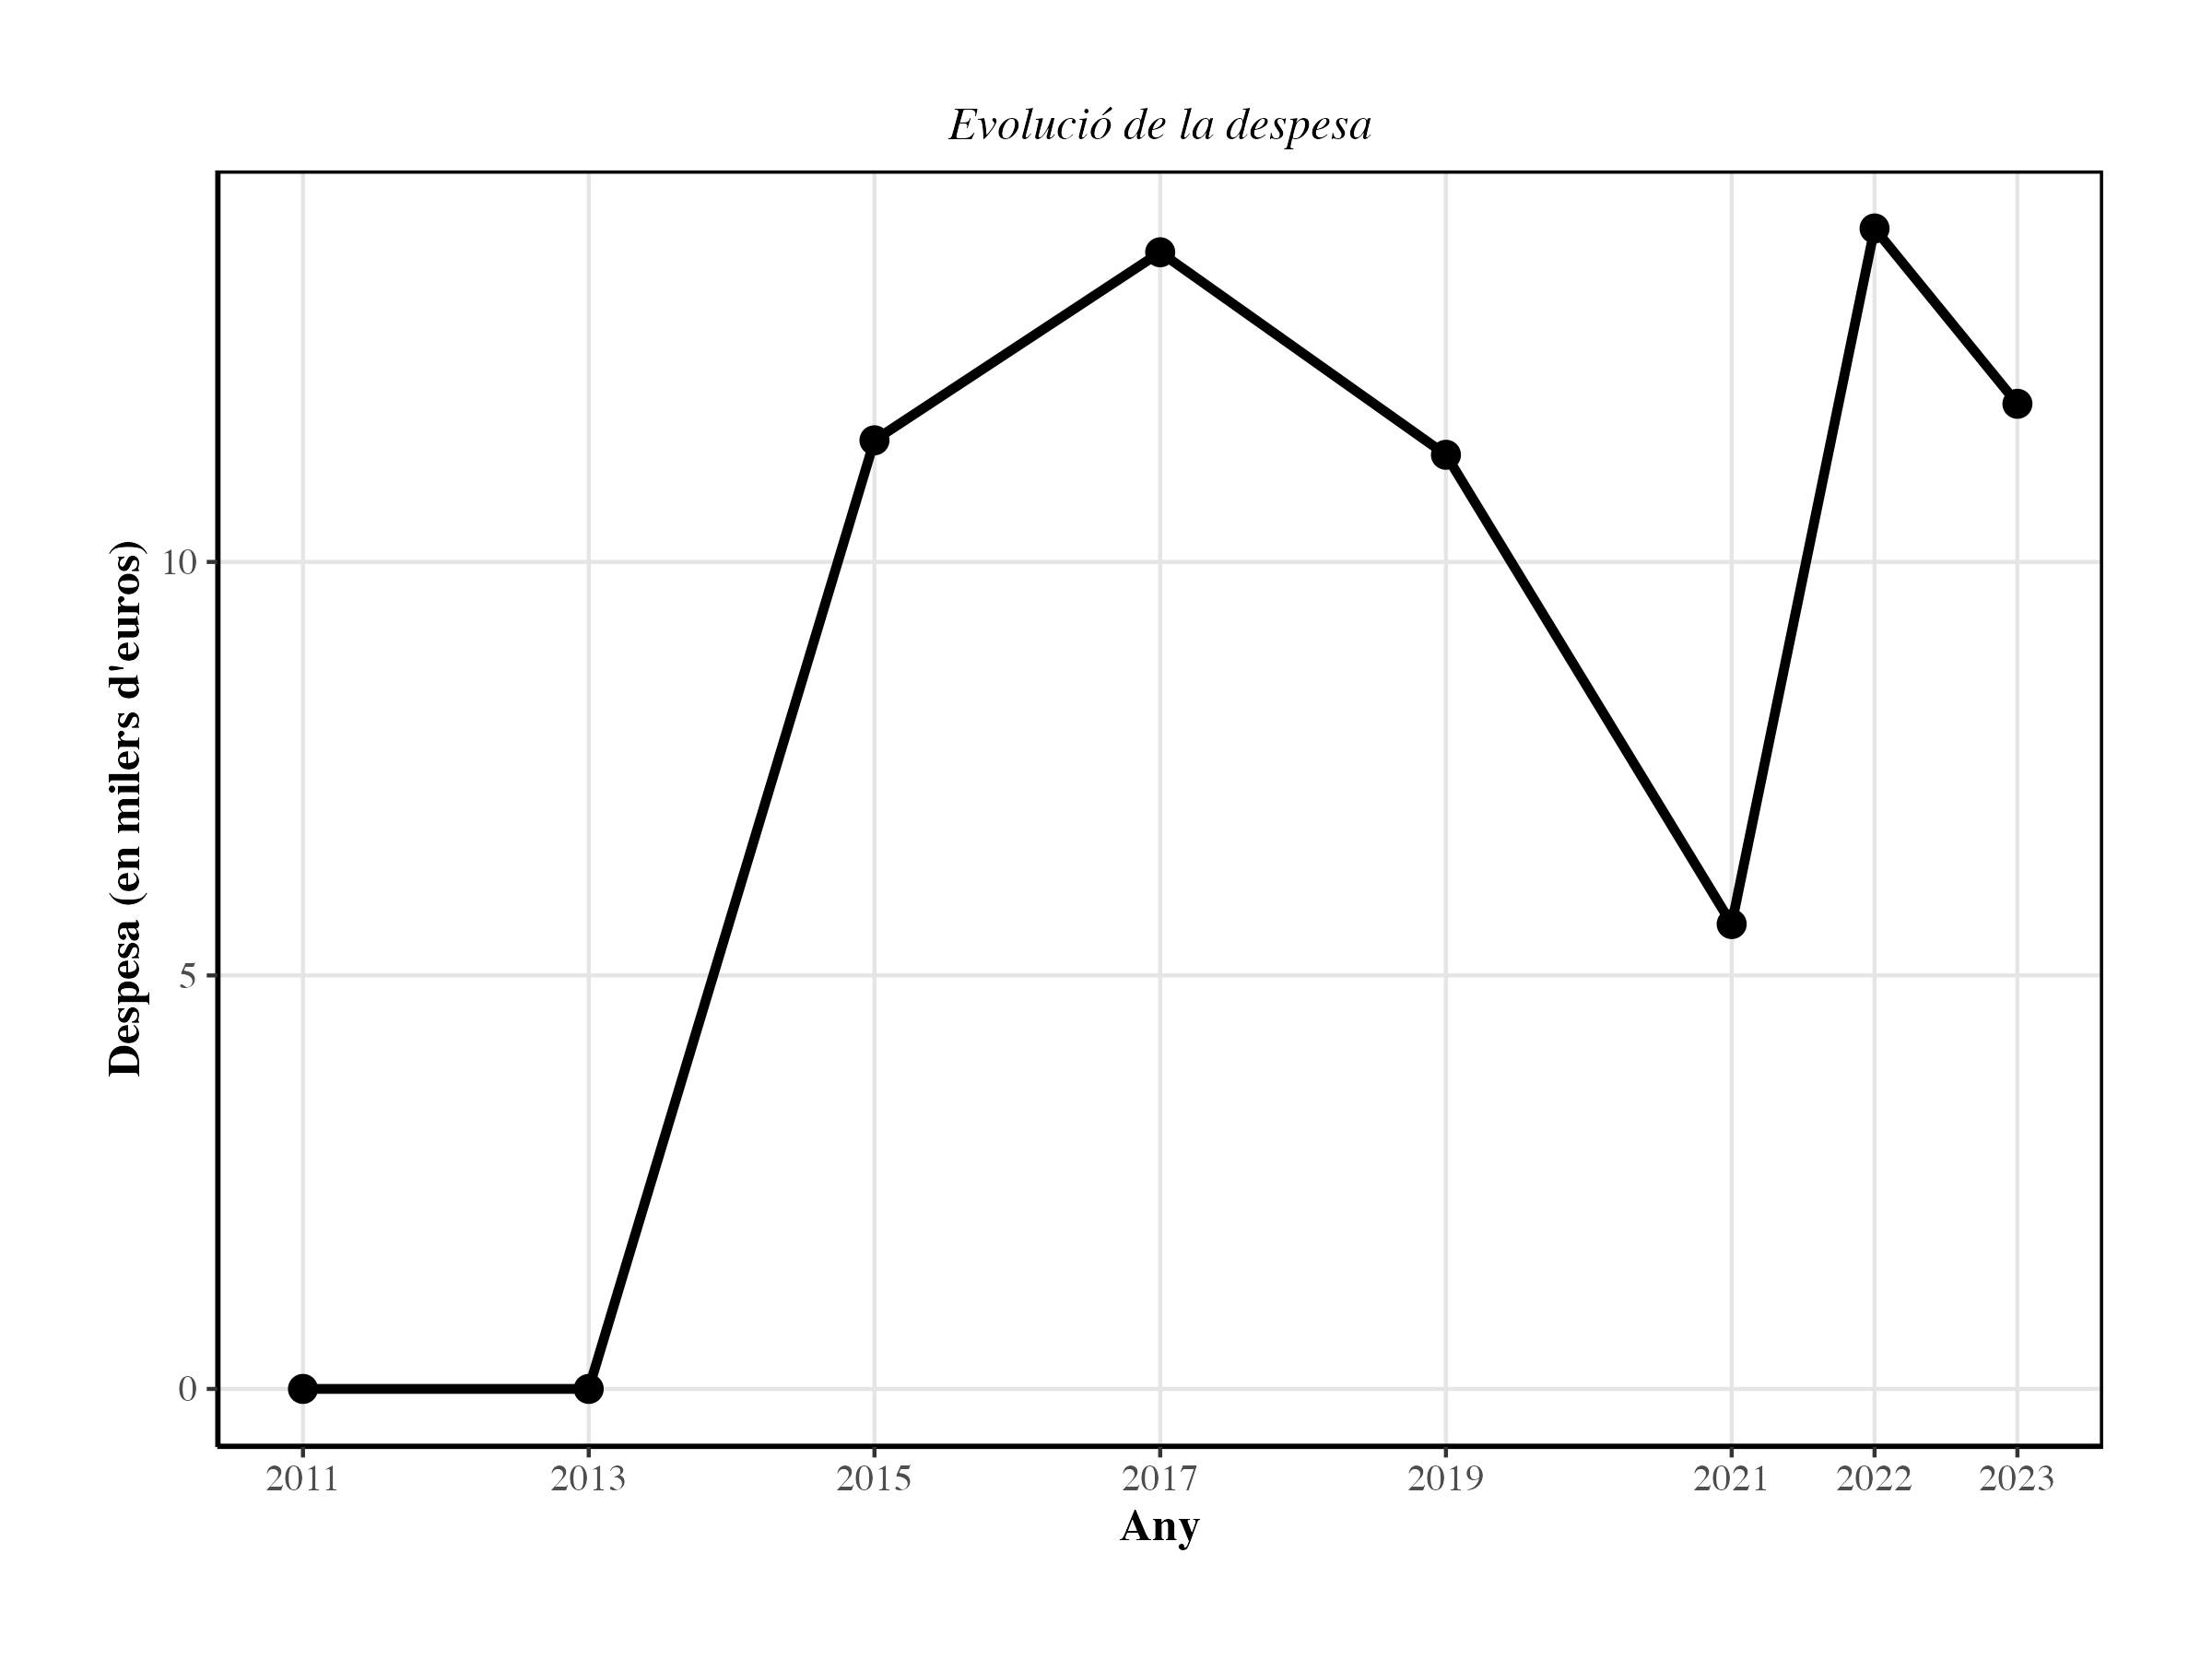 Evolució de la despesa
Despesa (en milers d'euros)
10
5
0
2011 2013 2015 2017 2019 2021 2022 2023
Any